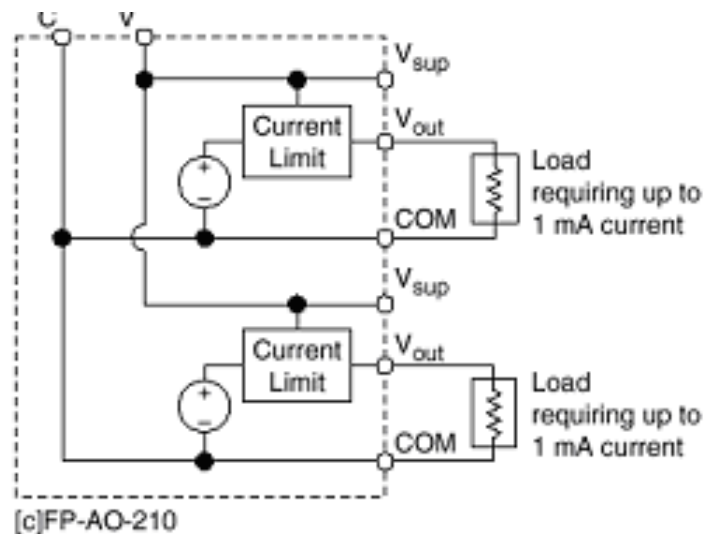 C V
Vsup
Current
Limit
Vout
+
−
COM
Load
requiring up to
1 mA current
Vsup
Current
Limit
Vout
+
−
COM
Load
requiring up to
1 mA current
[c]FP-AO-210